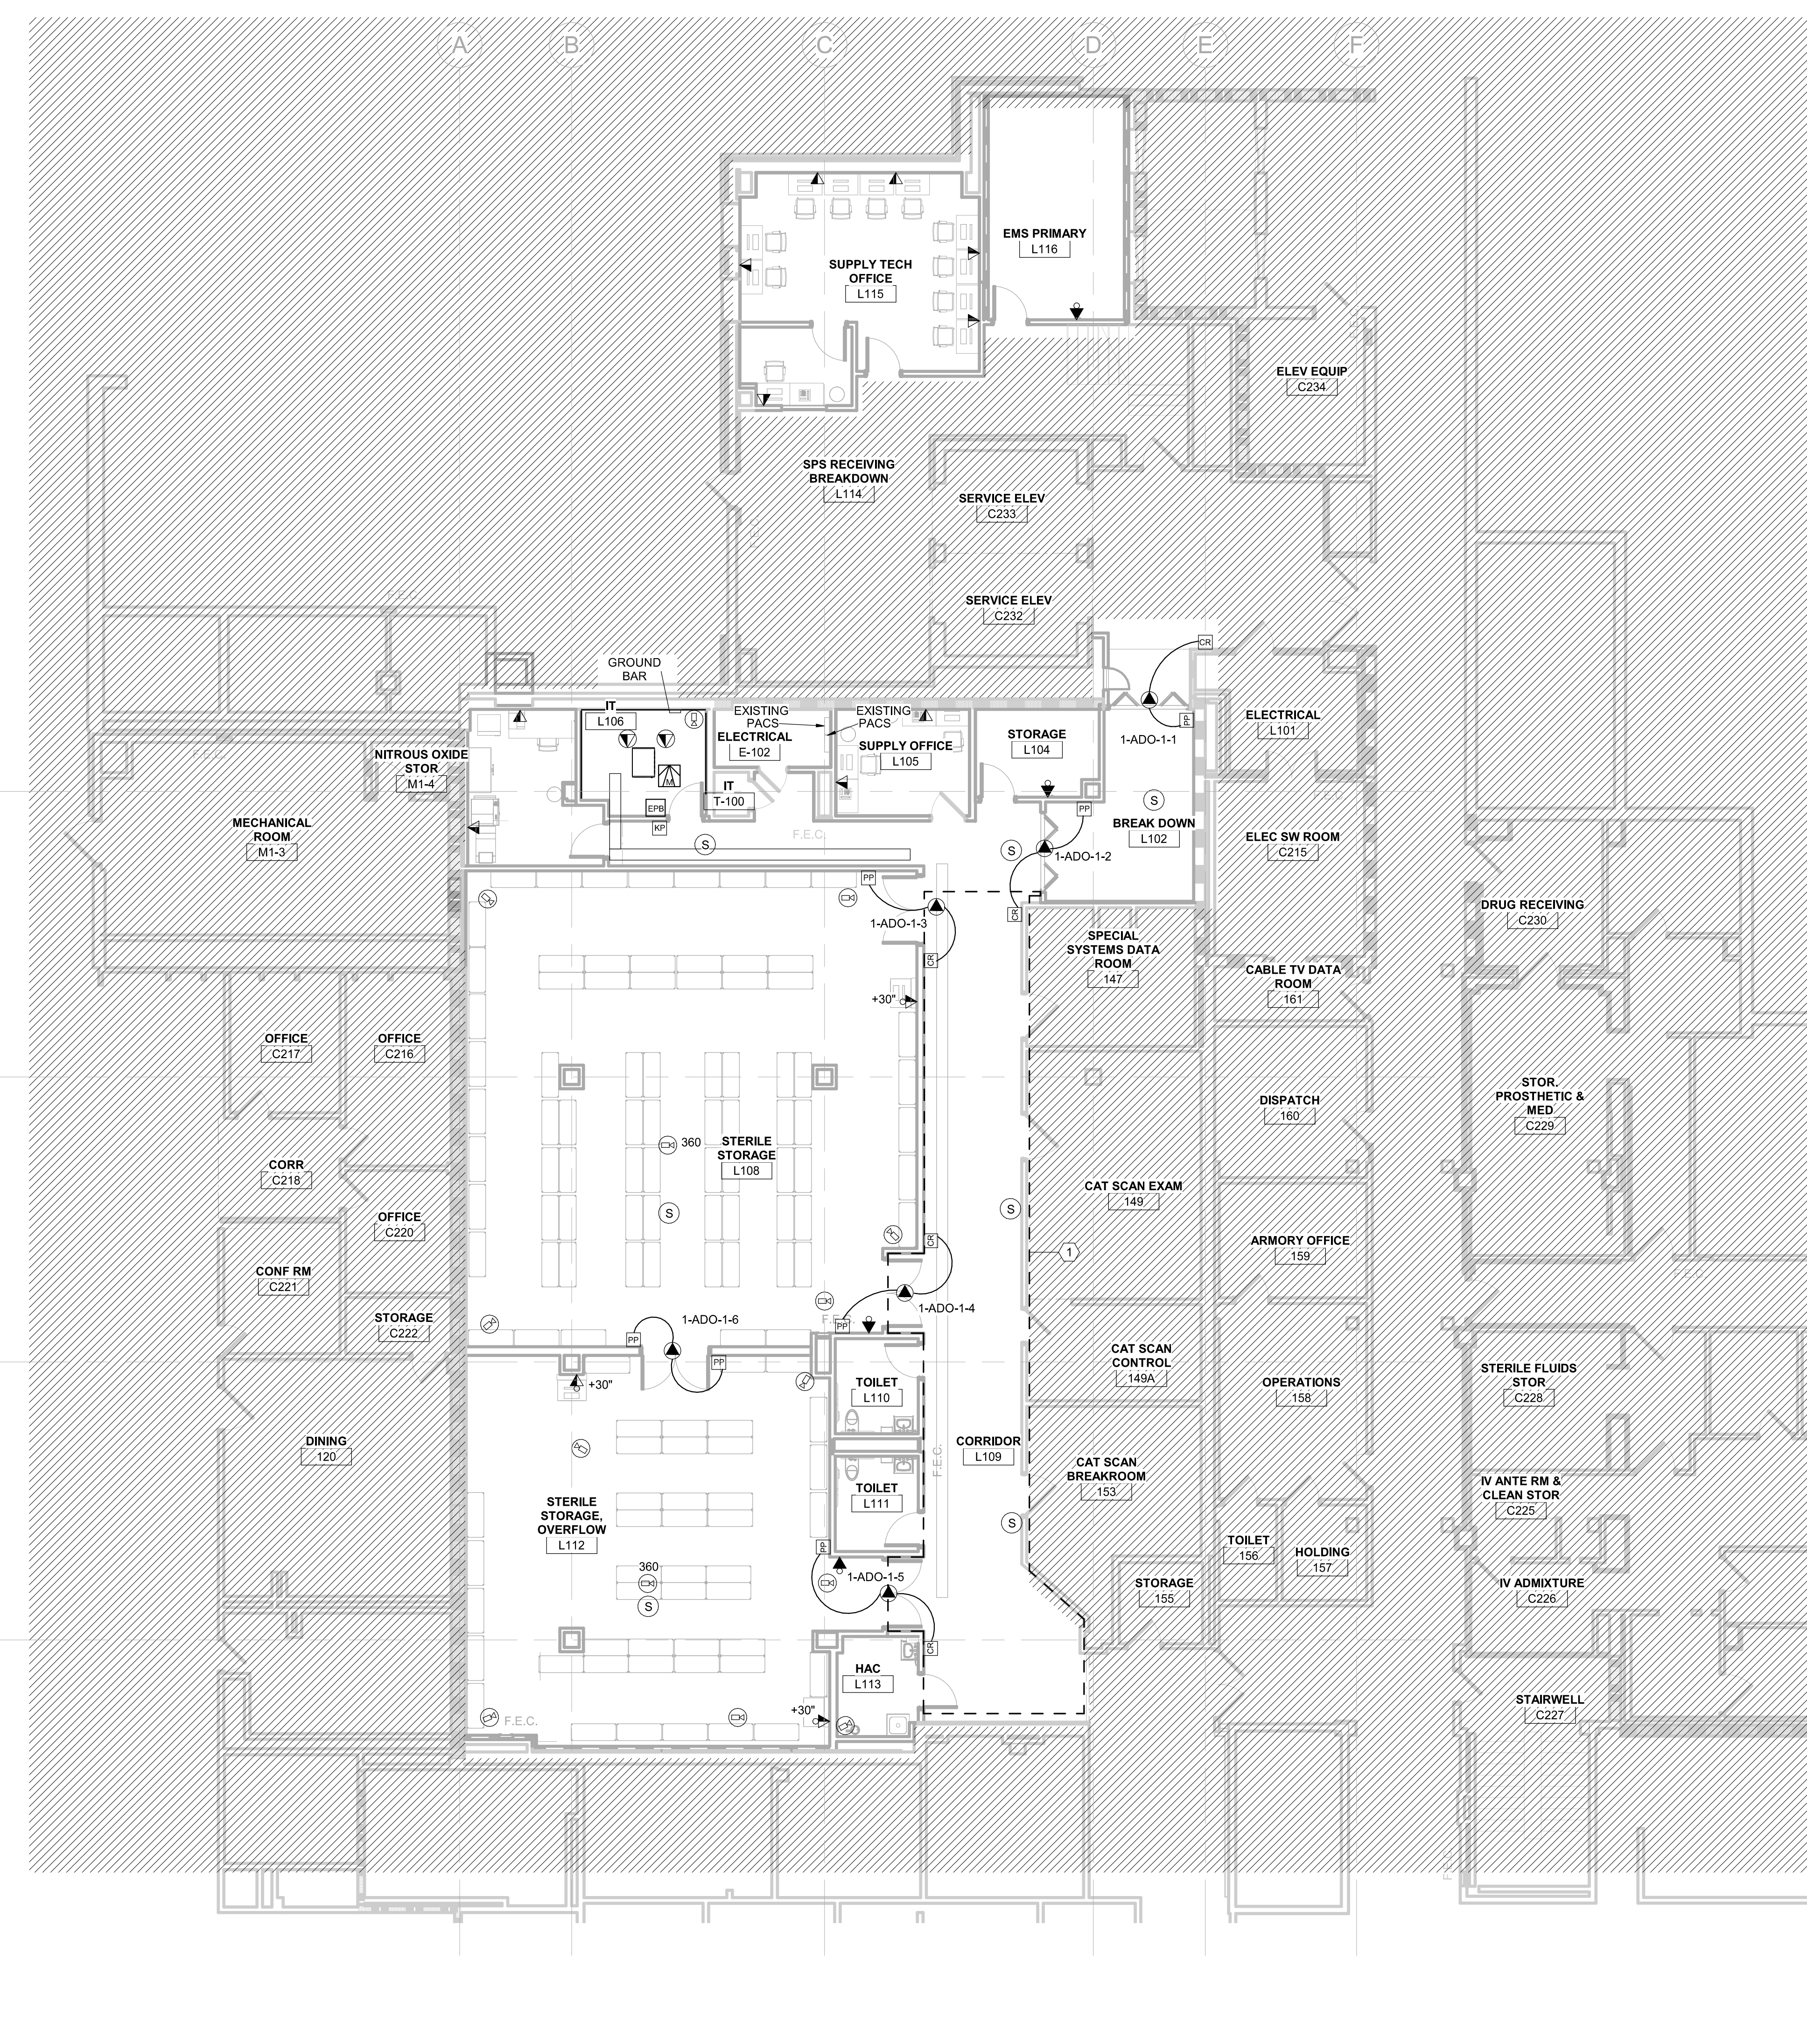 A
B
C
D
E
F
EMS PRIMARY
L116
SUPPLY TECH
OFFICE
L115
ELEV EQUIP
C234
SPS RECEIVING
BREAKDOWN
L114
SERVICE ELEV
C233
F.E.C.
F.E.C.
SERVICE ELEV
C232
CR
GROUND
BAR
IT
L106
EXISTING
PACS
EXISTING
PACS
ELECTRICAL
E-102
SUPPLY OFFICE
L105
STORAGE
L104
PP
1-ADO-1-1
ELECTRICAL
L101
NITROUS OXIDE
STOR
M1-4
M
IT
T-100
EPB
KP
S
F.E.C.
PP
S
BREAK DOWN
L102
F.E.C.
MECHANICAL
ROOM
M1-3
ELEC SW ROOM
C215
S
1-ADO-1-2
PP
CR
1-ADO-1-3
CR
DRUG RECEIVING
C230
SPECIAL
SYSTEMS DATA
ROOM
147
CABLE TV DATA
ROOM
161
+30"
OFFICE
C217
OFFICE
C216
DISPATCH
160
STOR.
PROSTHETIC &
MED
C229
360
STERILE
STORAGE
L108
CORR
C218
CAT SCAN EXAM
149
S
S
OFFICE
C220
CR
1
ARMORY OFFICE
159
CONF RM
C221
F.E.C.
STORAGE
C222
1-ADO-1-6
1-ADO-1-4
F.E.C.
PP
PP
PP
CAT SCAN
CONTROL
149A
+30"
TOILET
L110
OPERATIONS
158
STERILE FLUIDS
STOR
C228
DINING
120
CORRIDOR
L109
F.E.C.
CAT SCAN
BREAKROOM
153
TOILET
L111
IV ANTE RM &
CLEAN STOR
C225
STERILE
STORAGE,
OVERFLOW
L112
S
PP
TOILET
156
HOLDING
157
360
S
1-ADO-1-5
STORAGE
155
IV ADMIXTURE
C226
CR
HAC
L113
+30"
F.E.C.
STAIRWELL
C227
F.E.C.